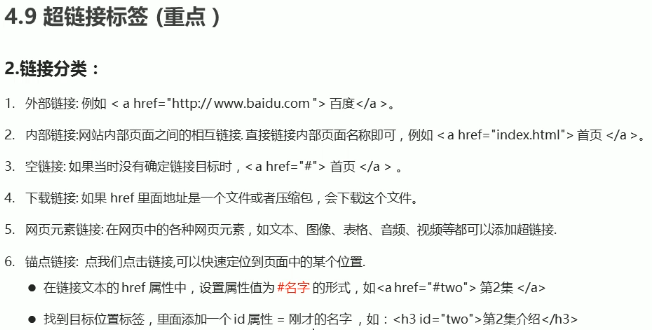 4.9 超链接标签 (重点 )
2.链接分类：
1. 外部链接: 例如 < a href="http:// www.baidu.com "> 百度</a >。
2. 内部链接:网站内部页面之间的相互链接. 直接链接内部页面名称即可，例如 < a href="index.html"> 首页 </a >。
3. 空链接: 如果当时没有确定链接目标时，< a href="#"> 首页 </a > 。
4. 下载链接: 如果 href 里面地址是一个文件或者压缩包，会下载这个文件。
5. 网页元素链接: 在网页中的各种网页元素，如文本、图像、表格、音频、视频等都可以添加超链接.
6. 锚点链接: 点我们点击链接,可以快速定位到页面中的某个位置.
● 在链接文本的 href 属性中，设置属性值为 #名字 的形式，如<a href="#two"> 第2集 </a>
● 找到目标位置标签，里面添加一个 id 属性 = 刚才的名字 ，如：<h3 id="two">第2集介绍</h3>